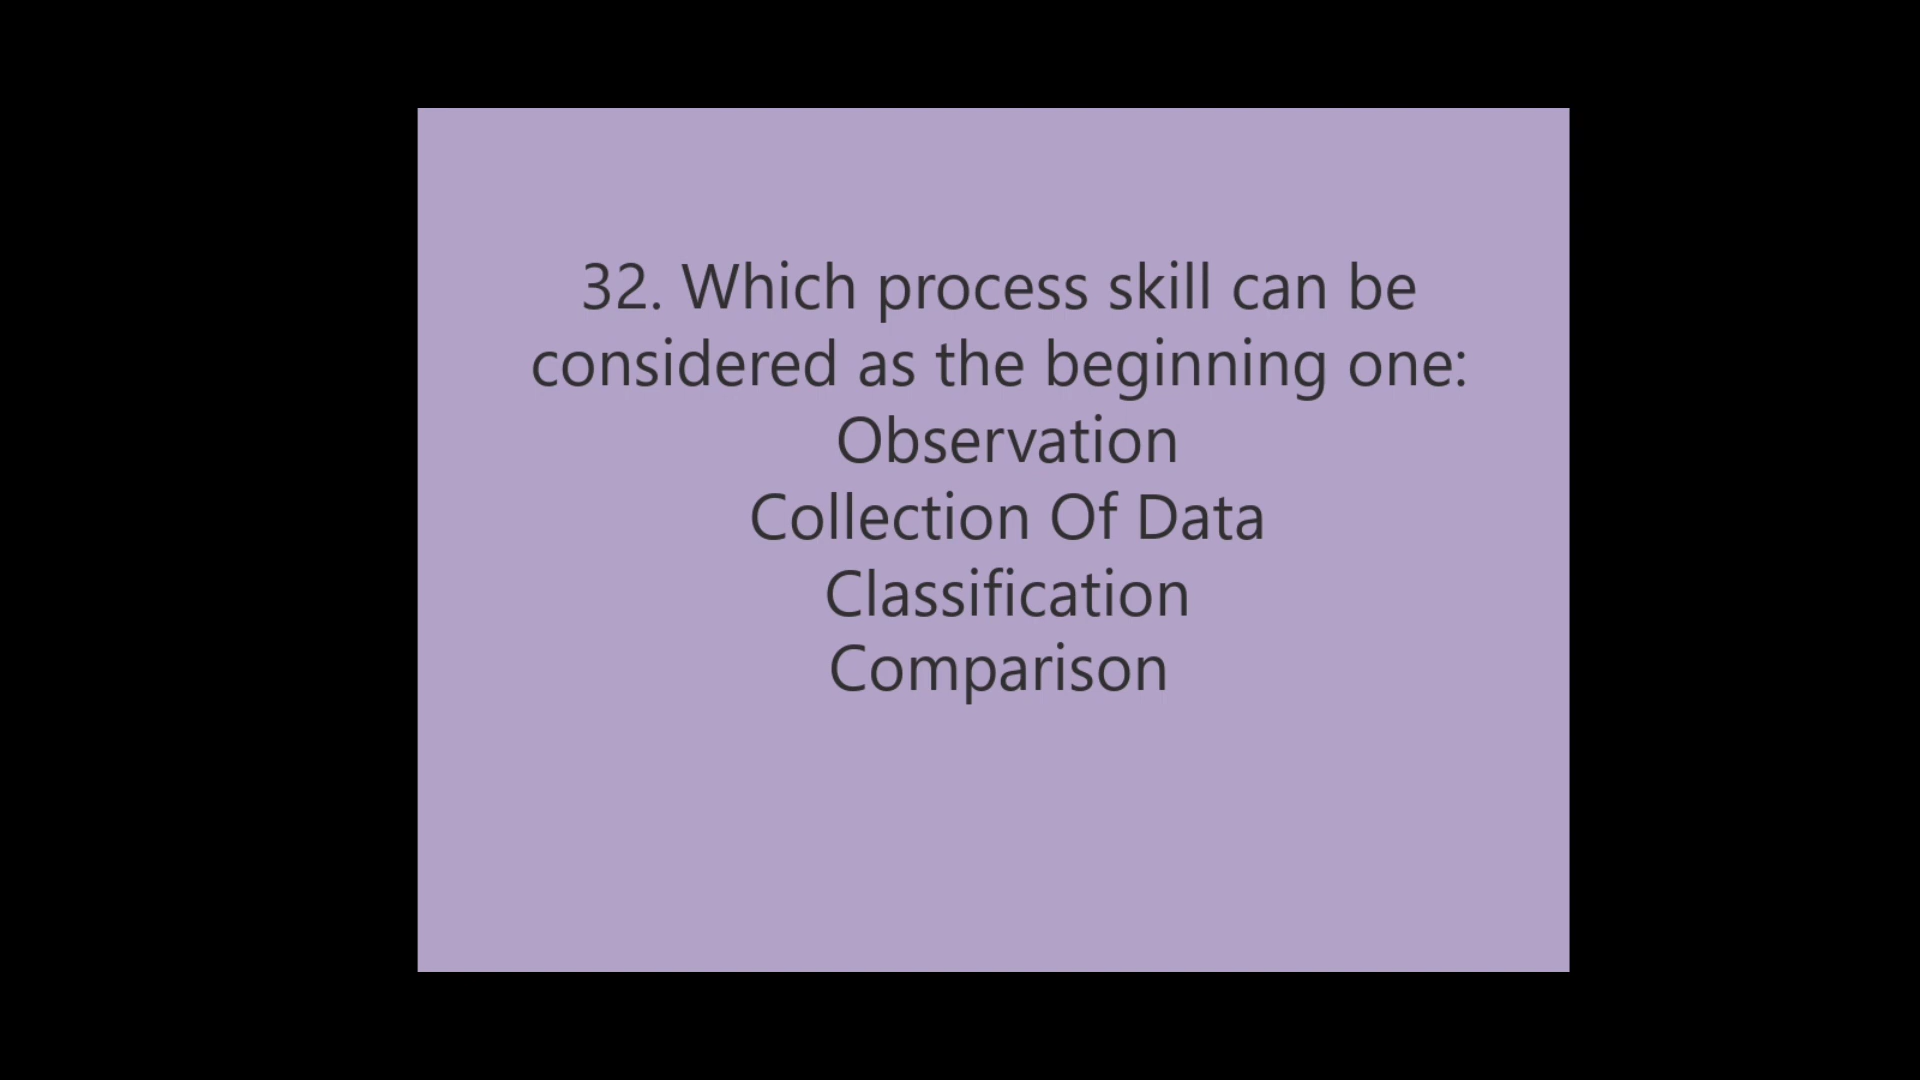 32. Which process skill can be
considered as the beginning one:
Observation
Collection Of Data
Classification
Comparison